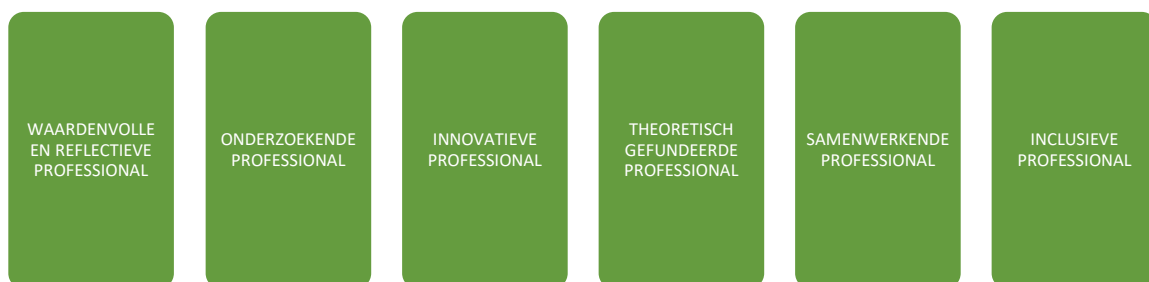 WAARDENVOLLE
EN REFLECTIEVE
PROFESSIONAL
ONDERZOEKENDE
PROFESSIONAL
INNOVATIEVE
PROFESSIONAL
THEORETISCH
GEFUNDEERDE
PROFESSIONAL
SAMENWERKENDE
PROFESSIONAL
INCLUSIEVE
PROFESSIONAL